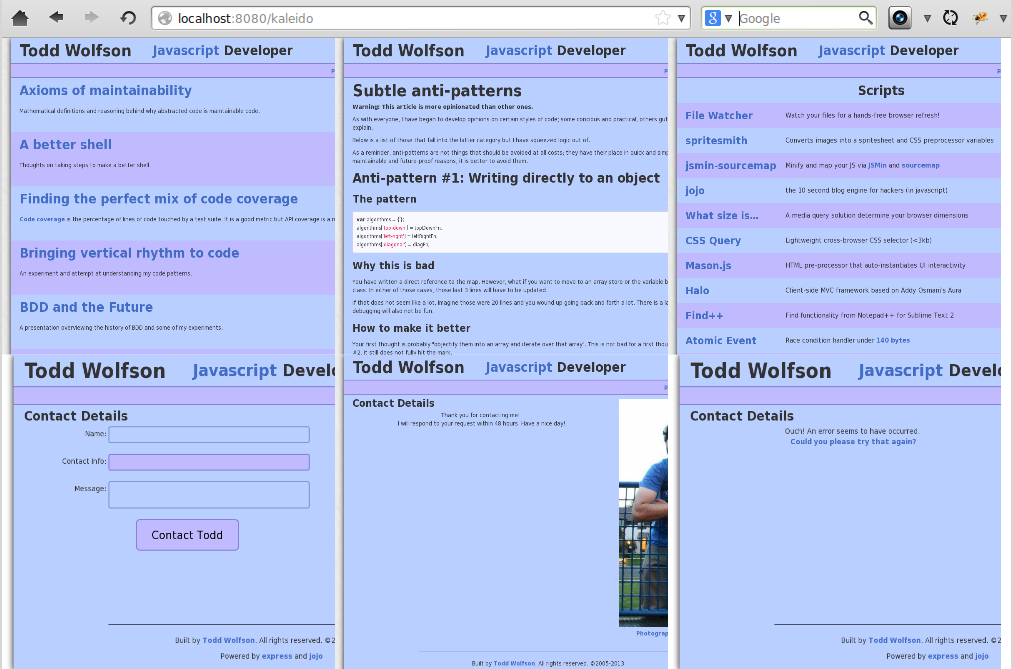 localhost:8080/kaleido
Google
Todd Wolfson Javascript Developer
Axioms of maintainability
Mathematical definitions and reasoning behind why abstracted code is maintainable code.
A better shell
Thoughts on taking steps to make a better shell.
Finding the perfect mix of code coverage
Code coverage is the percentage of lines of code touched by a test suite. It is a good metric but API coverage is a
Bringing vertical rhythm to code
An experiment and attempt at understanding my code patterns.
BDD and the Future
A presentation overviewing the history of BDD and some of my experiments.
Todd Wolfson Javascript Developer
Subtle anti-patterns
Warning: This article is more opinionated than other ones.
As with everyone, I have began to develop opinions on certain styles of code; some conious and practical, others gut
explain.
Below is a list of those that fall into the latter category but I have squeezed logic out of.
As a reminder, anti-patterns are not things that should be avoided at all costs; they have their place in quick and
maintainable and future-proof reasons, it is better to avoid them.
Anti-pattern #1: Writing directly to an object
The pattern
var algorithms = {};
algorithms['top-down'] = topDownFn;
algorithms['left-right'] = leftRightFn;
algorithms['diagonal'] = diagFn;
Why this is bad
You have written a direct reference to the map. However, what if you want to move to an array store or the variable
class. In either of those cases, those last 3 lines will have to be updated.
If that does not seem like a lot, imagine those were 20 lines and you wound up going back and forth a lot. There is a
debugging will also not be fun.
How to make it better
Your first thought is probably "objectify them into an array and iterate over that array". This is not bad for a first
#2, it still does not fully hit the mark.
Todd Wolfson Javascript Developer
Scripts
File Watcher Watch your files for a hands-free browser refresh!
spritesmith Converts images into a spritesheet and CSS preprocessor variables
jsmin-sourcemap Minify and map your JS via JSMin and sourcemap
jojo the 10 second blog engine for hackers (in javascript)
What size is... A media query solution determine your browser dimensions
CSS Query Lightweight cross-browser CSS selector (<3kb)
Mason.js HTML pre-processor that auto-instantiates UI interactivity
Halo Client-side MVC framework based on Addy Osmani's Aura
Find++ Find functionality from Notepad++ for Sublime Text 2
Atomic Event Race condition handler under 140 bytes
Todd Wolfson Javascript Develo
Contact Details
Name:
Contact Info:
Message:
Contact Todd
Built by Todd Wolfson. All rights reserved. ©2
Powered by express and jojo
Todd Wolfson Javascript Developer
Contact Details
Thank you for contacting me!
I will respond to your request within 48 hours. Have a nice day!
Photograp
Built by Todd Wolfson. All rights reserved. ©2005-2013
Todd Wolfson Javascript Develo
Contact Details
Ouch! An error seems to have occurred.
Could you please try that again?
Built by Todd Wolfson. All rights reserved. ©2
Powered by express and jojo